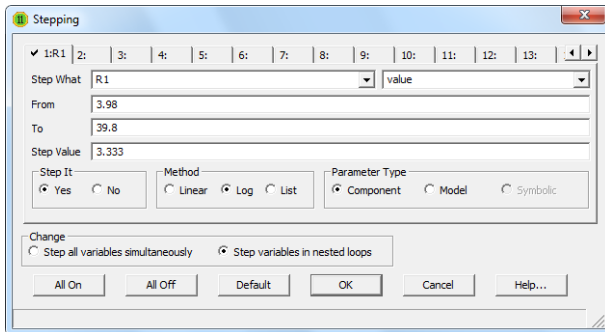 Stepping
1:R1 2: 3: 4: 5: 6: 7: 8: 9: 10: 11: 12: 13:
Step What R1 value
From 3.98
To 39.8
Step Value 3.333
Step It Method Parameter Type
Yes No Linear Log List Component Model Symbolic
Change
Step all variables simultaneously Step variables in nested loops
All On All Off Default OK Cancel Help...